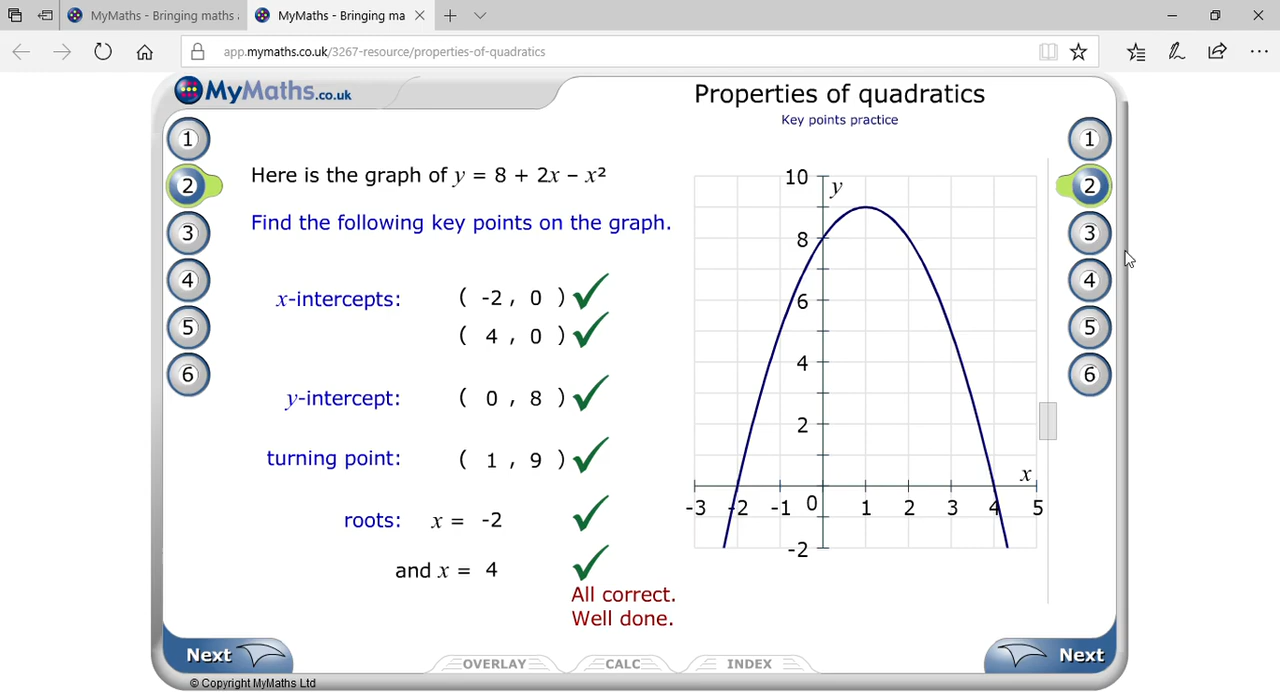 MyMaths - Bringing maths a
MyMaths - Bringing ma
app.mymaths.co.uk/3267-resource/properties-of-quadratics
MyMaths.co.uk
Properties of quadratics
Key points practice
1
2
3
4
5
6
Here is the graph of y = 8 + 2x – x²
Find the following key points on the graph.
x-intercepts: ( -2 , 0 )
( 4 , 0 )
y-intercept: ( 0 , 8 )
turning point: ( 1 , 9 )
roots: x = -2
and x = 4
All correct.
Well done.
10
8
6
4
2
-2
y
x
-3 -2 -1 0 1 2 3 4 5
1
2
3
4
5
6
Next
OVERLAY CALC INDEX
Next
© Copyright MyMaths Ltd